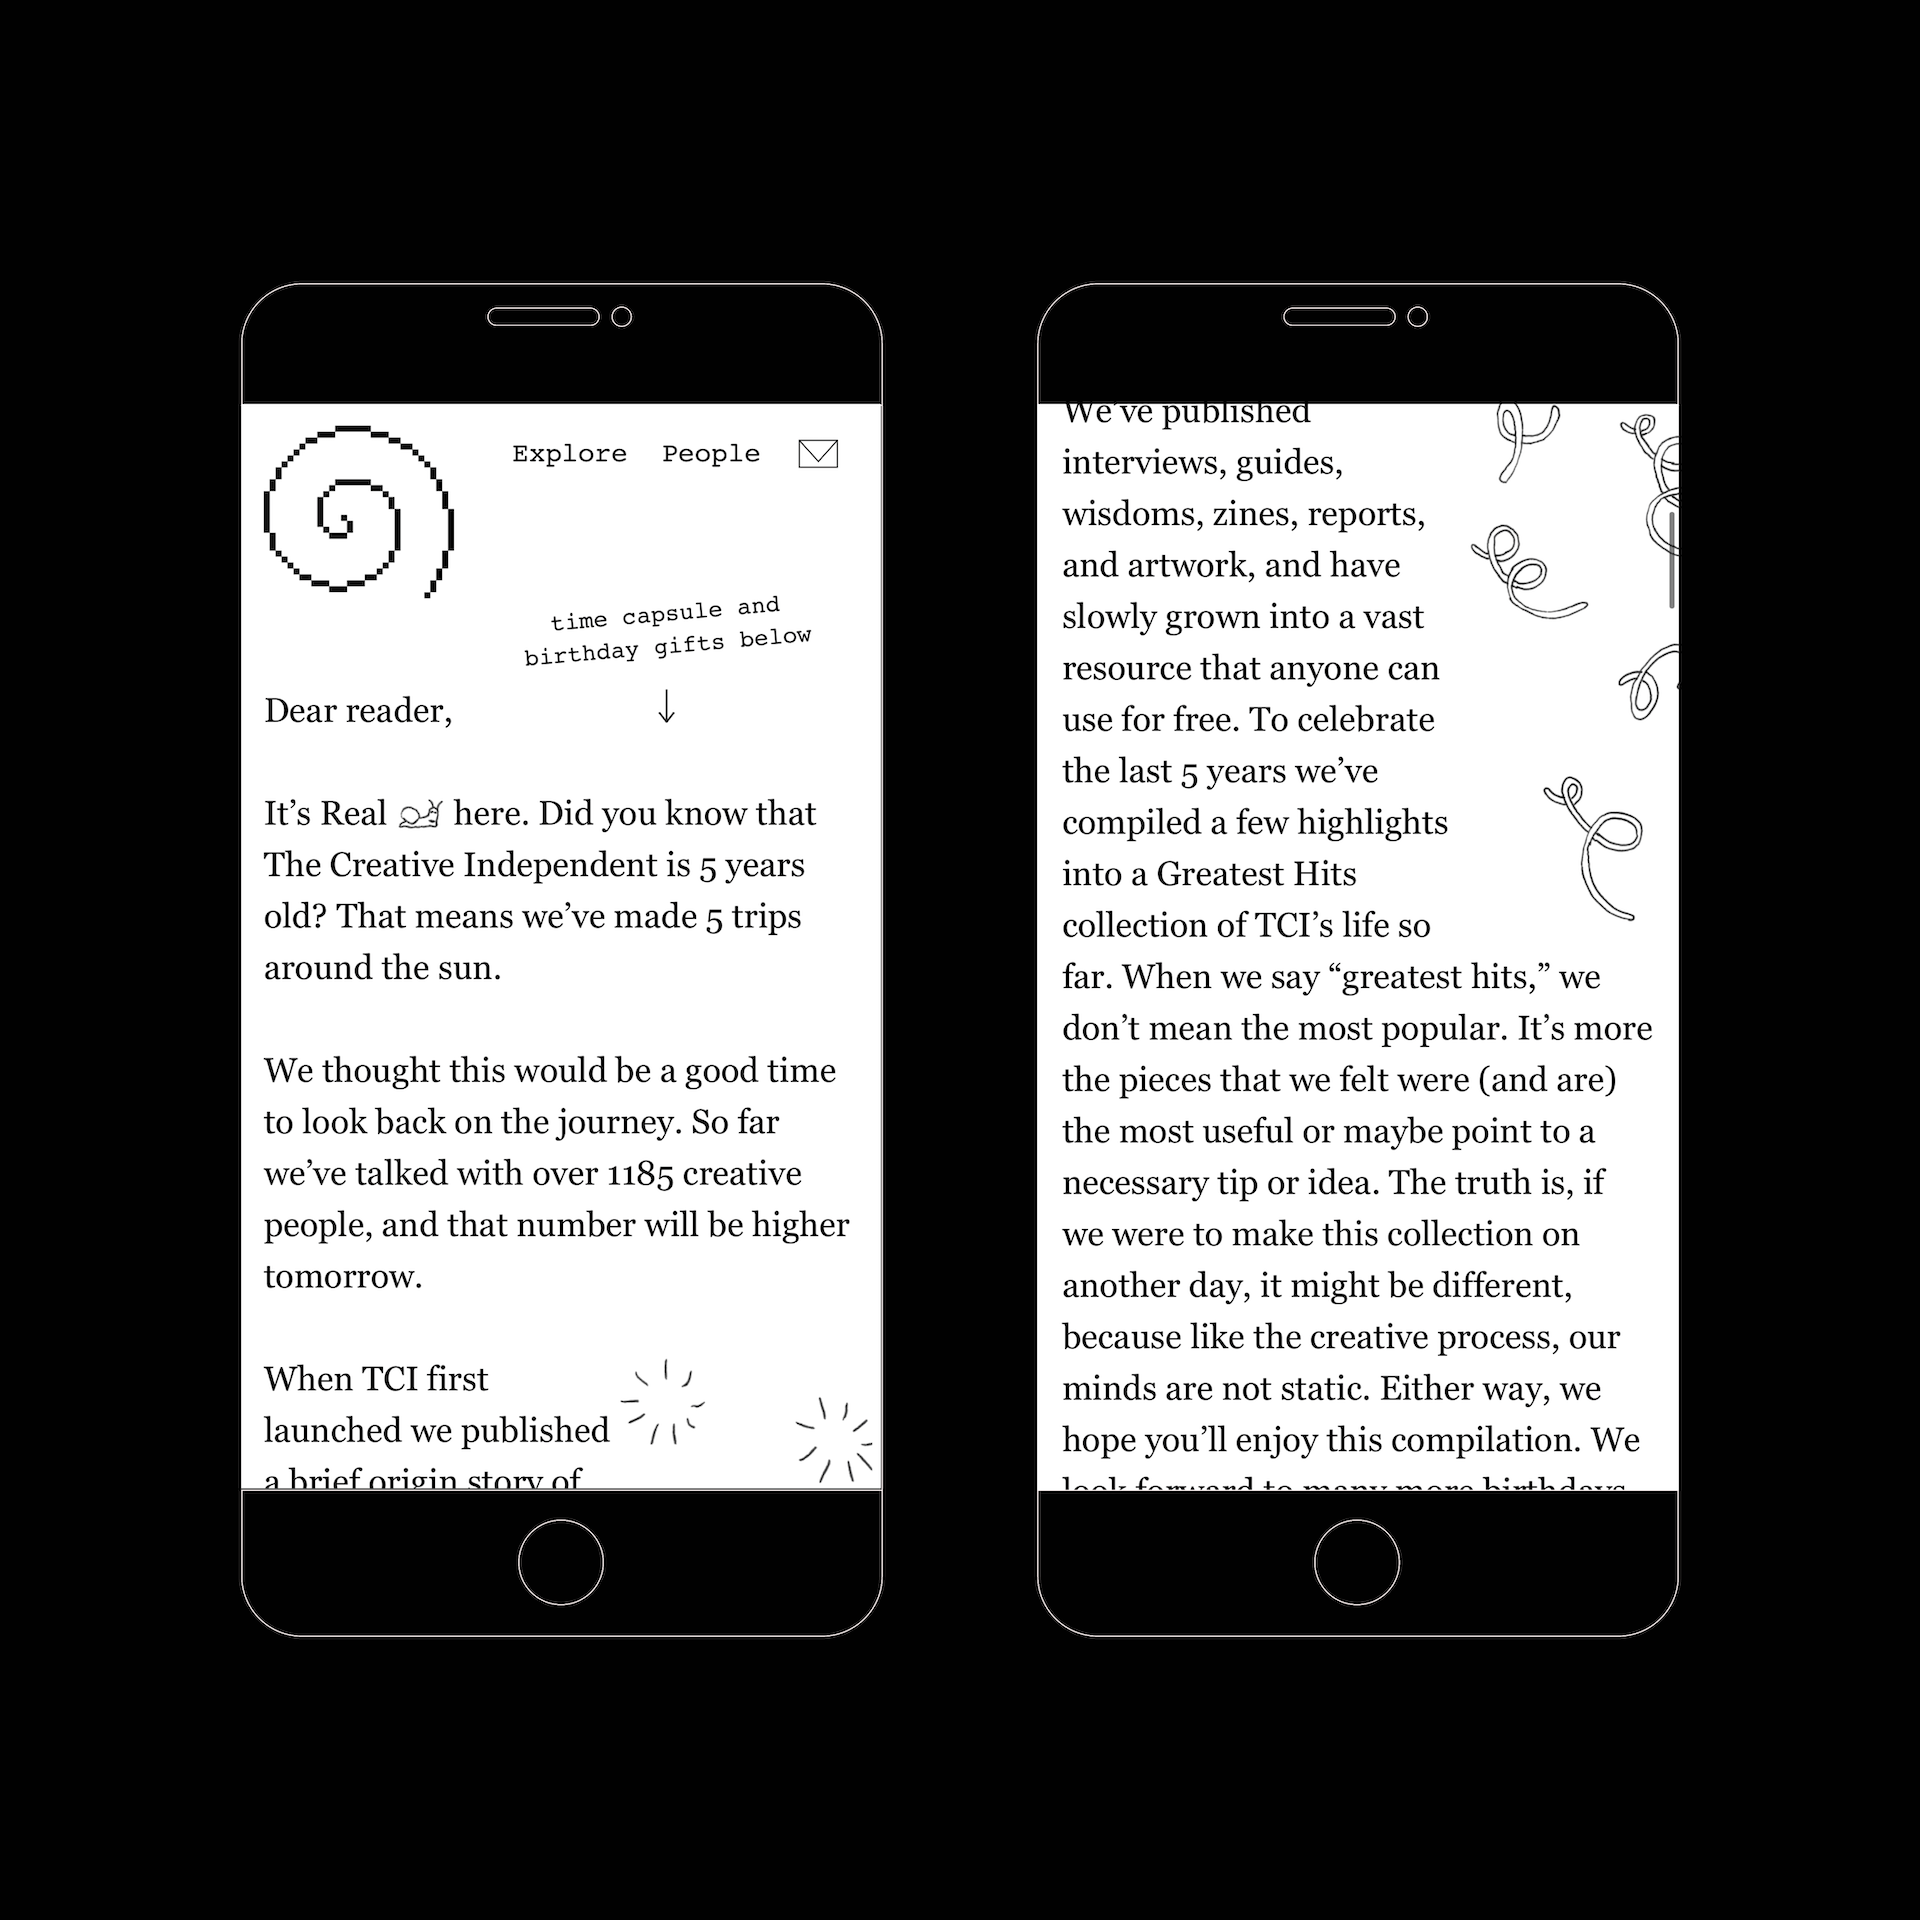 Explore People
time capsule and
birthday gifts below
Dear reader,
It’s Real here. Did you know that
The Creative Independent is 5 years
old? That means we’ve made 5 trips
around the sun.
We thought this would be a good time
to look back on the journey. So far
we’ve talked with over 1185 creative
people, and that number will be higher
tomorrow.
When TCI first
launched we published
a brief origin story of
We’ve published
interviews, guides,
wisdoms, zines, reports,
and artwork, and have
slowly grown into a vast
resource that anyone can
use for free. To celebrate
the last 5 years we’ve
compiled a few highlights
into a Greatest Hits
collection of TCI’s life so
far. When we say “greatest hits,” we
don’t mean the most popular. It’s more
the pieces that we felt were (and are)
the most useful or maybe point to a
necessary tip or idea. The truth is, if
we were to make this collection on
another day, it might be different,
because like the creative process, our
minds are not static. Either way, we
hope you’ll enjoy this compilation. We
look forward to many more birthdays